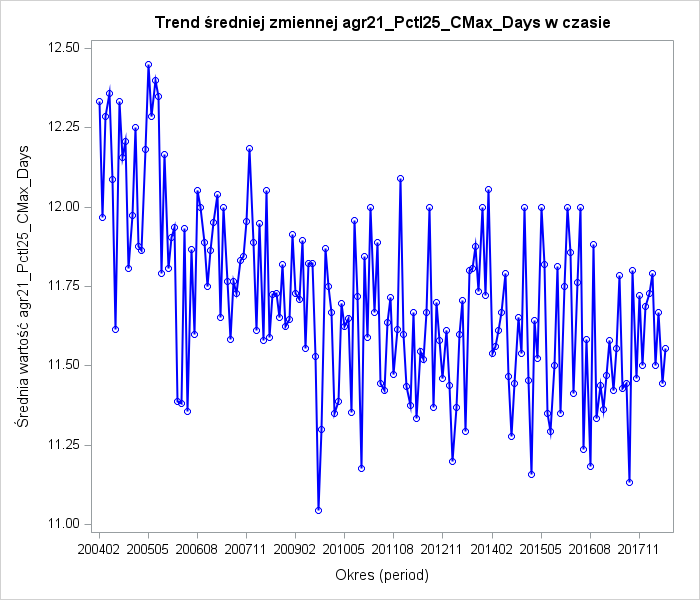 Trend średniej zmiennej agr21_Pctl25_CMax_Days w czasie
Średnia wartość agr21_Pctl25_CMax_Days
12.50
12.25
12.00
11.75
11.50
11.25
11.00
200402 200505 200608 200711 200902 201005 201108 201211 201402 201505 201608 201711
Okres (period)